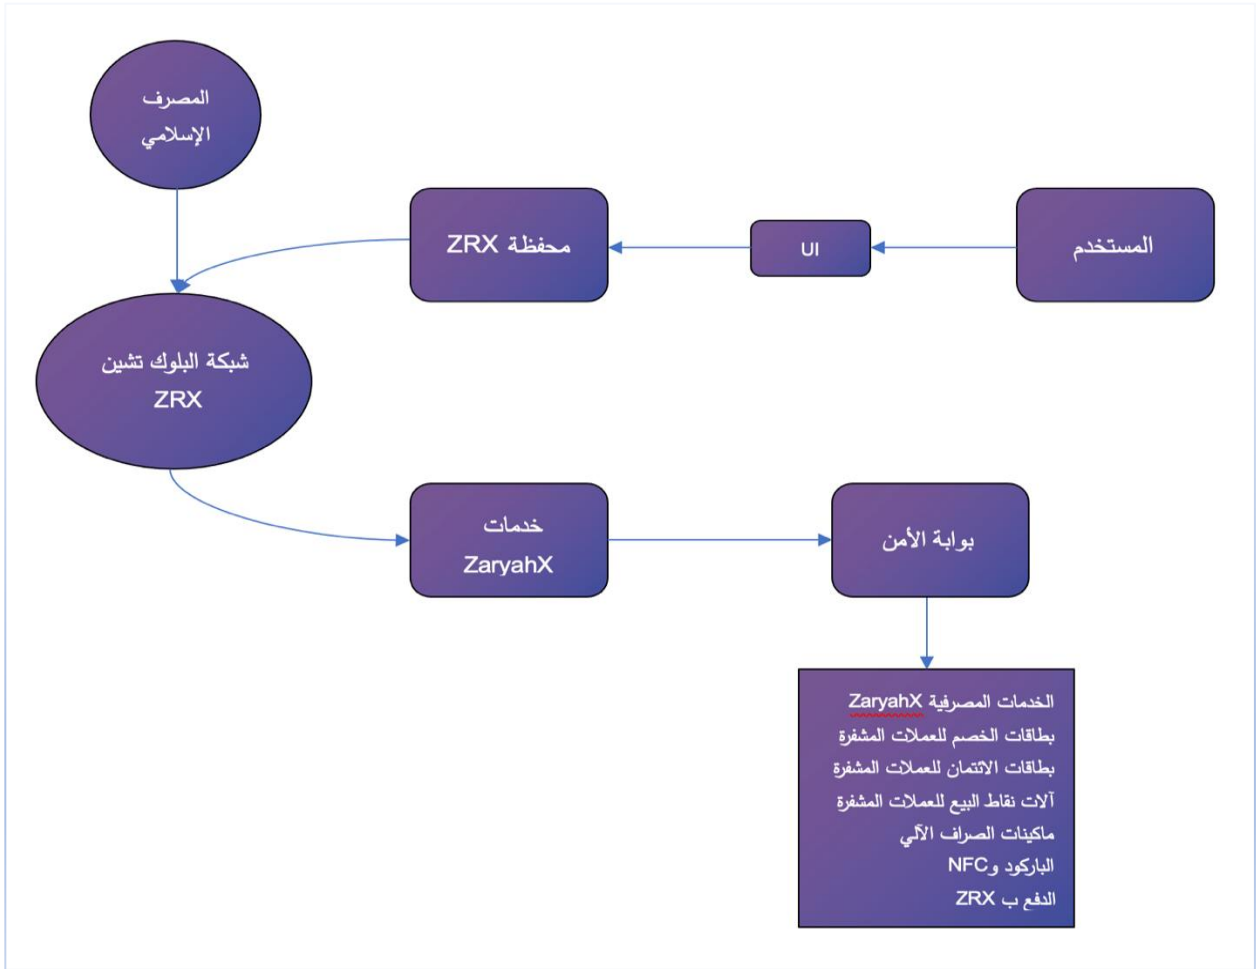 المصرف
الإسلامي
المستخدم
UI
محفظة ZRX
شبكة البلوك تشين
ZRX
خدمات
ZaryahX
بوابة الأمن
الخدمات المصرفية ZaryahX
بطاقات الخصم للعملات المشفرة
بطاقات الائتمان للعملات المشفرة
آلات نقاط البيع للعملات المشفرة
ماكينات الصراف الآلي
الباركود وNFC
الدفع ب ZRX